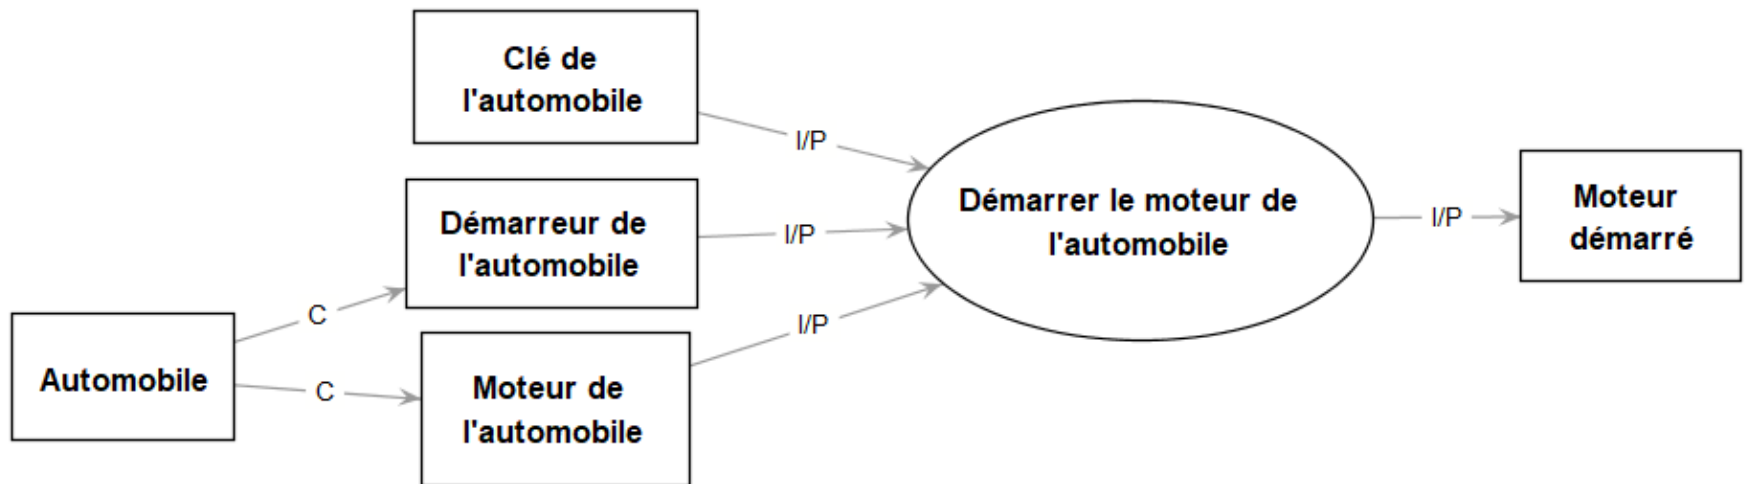 Clé de
l'automobile
I/P
Démarreur de
l'automobile
I/P
Démarrer le moteur de
l'automobile
I/P
Moteur
démarré
C
Automobile
C
Moteur de
l'automobile
I/P